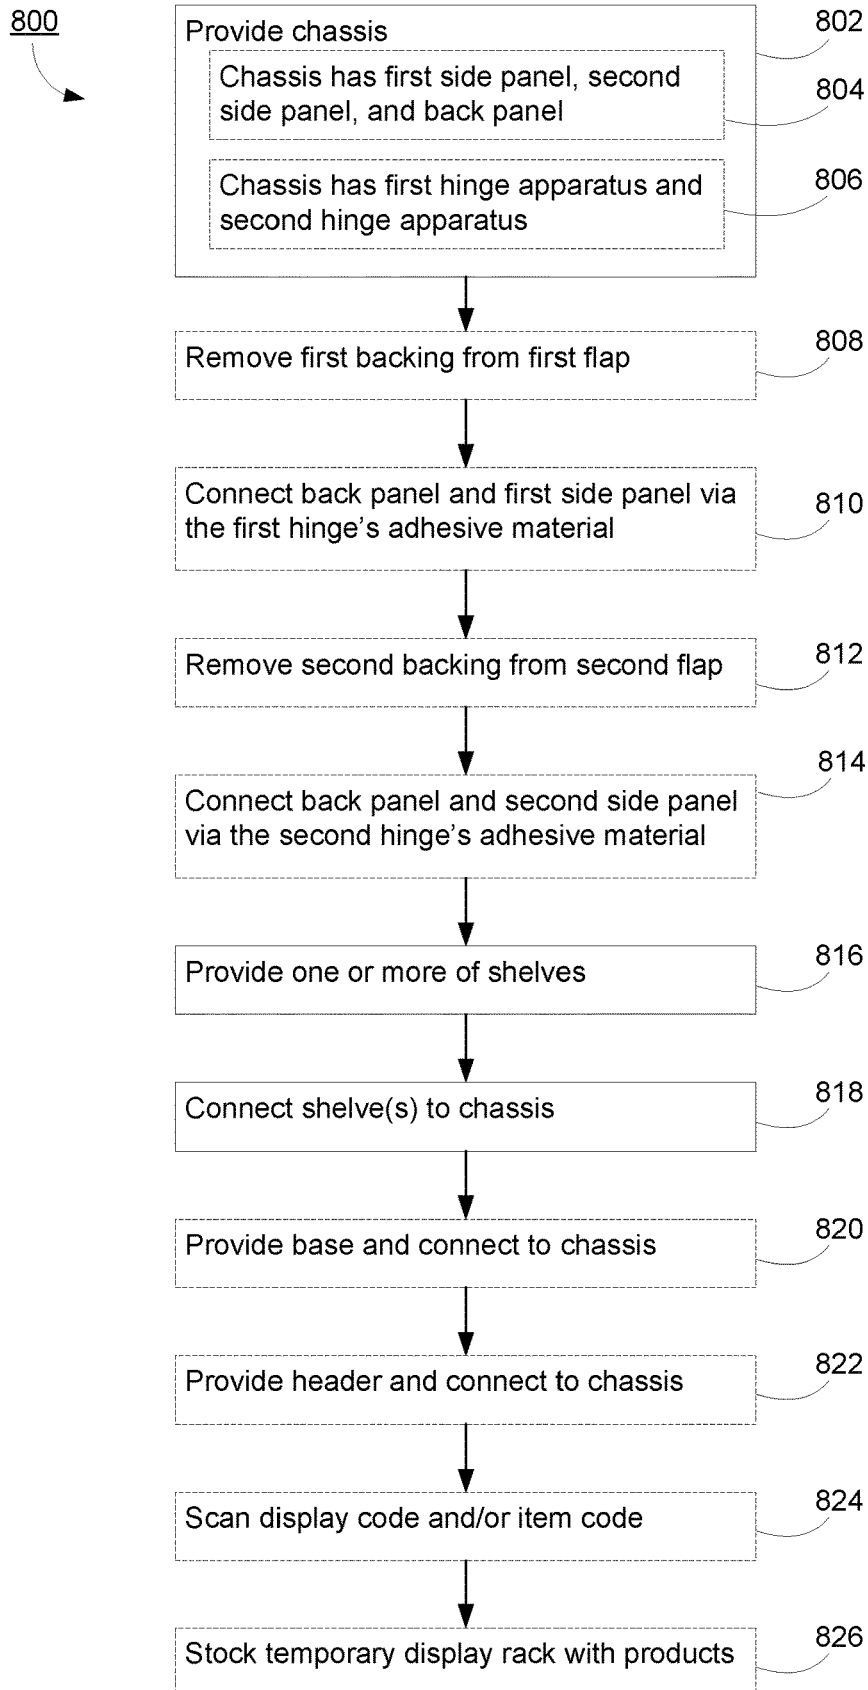 800
Provide chassis
802
Chassis has first side panel, second
side panel, and back panel
804
Chassis has first hinge apparatus and
second hinge apparatus
806
Remove first backing from first flap
808
Connect back panel and first side panel via
the first hinge’s adhesive material
810
Remove second backing from second flap
812
Connect back panel and second side panel
via the second hinge’s adhesive material
814
Provide one or more of shelves
816
Connect shelve(s) to chassis
818
Provide base and connect to chassis
820
Provide header and connect to chassis
822
Scan display code and/or item code
824
Stock temporary display rack with products
826